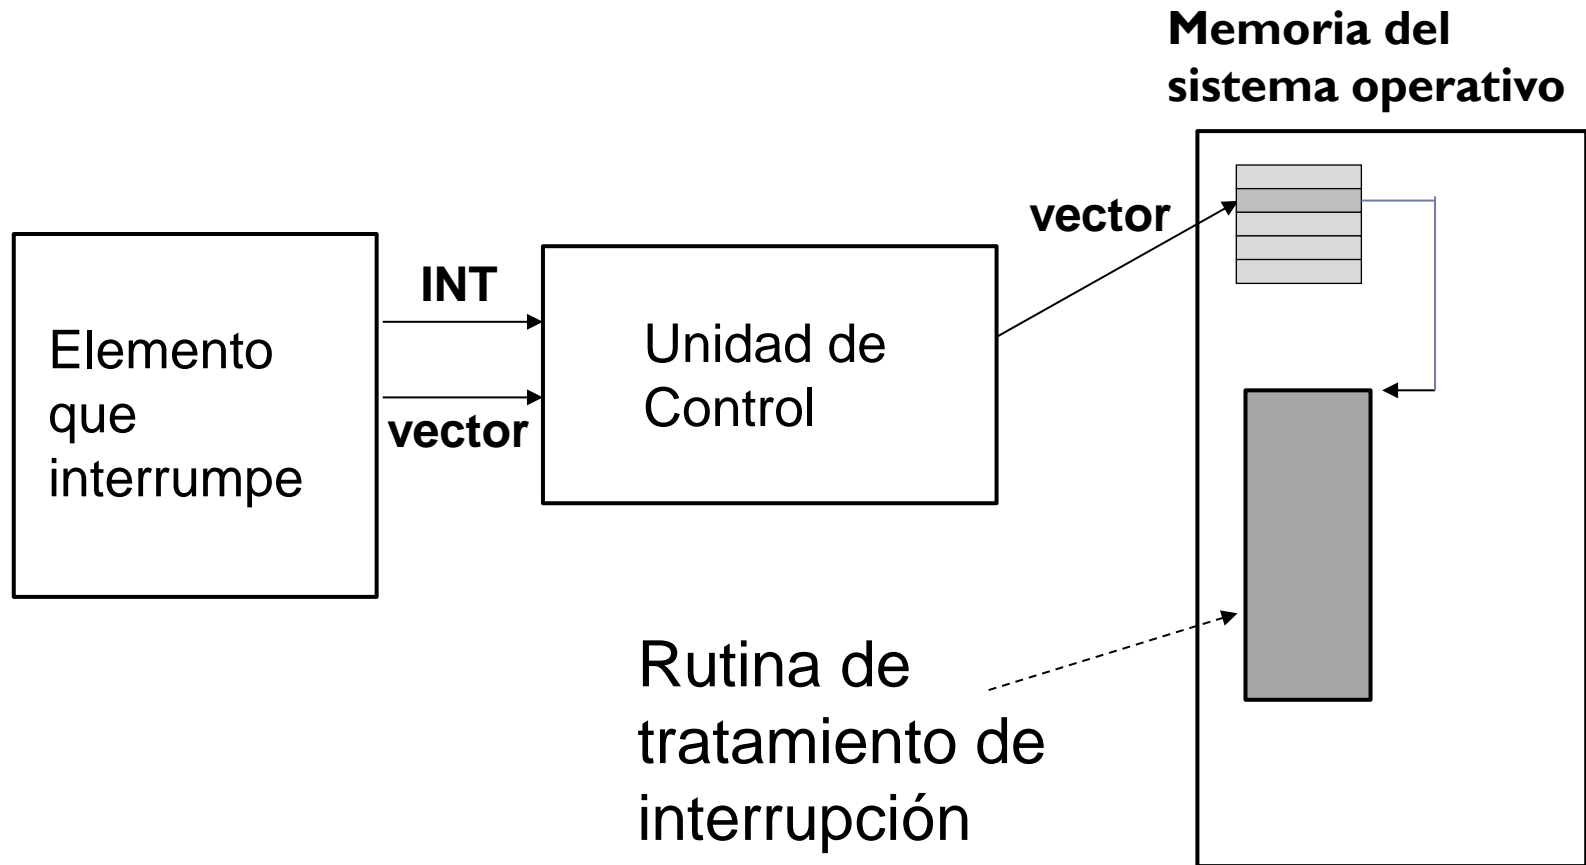 Memoria del
sistema operativo
vector
INT
Elemento
que
interrumpe
vector
Unidad de
Control
Rutina de
tratamiento de
interrupción